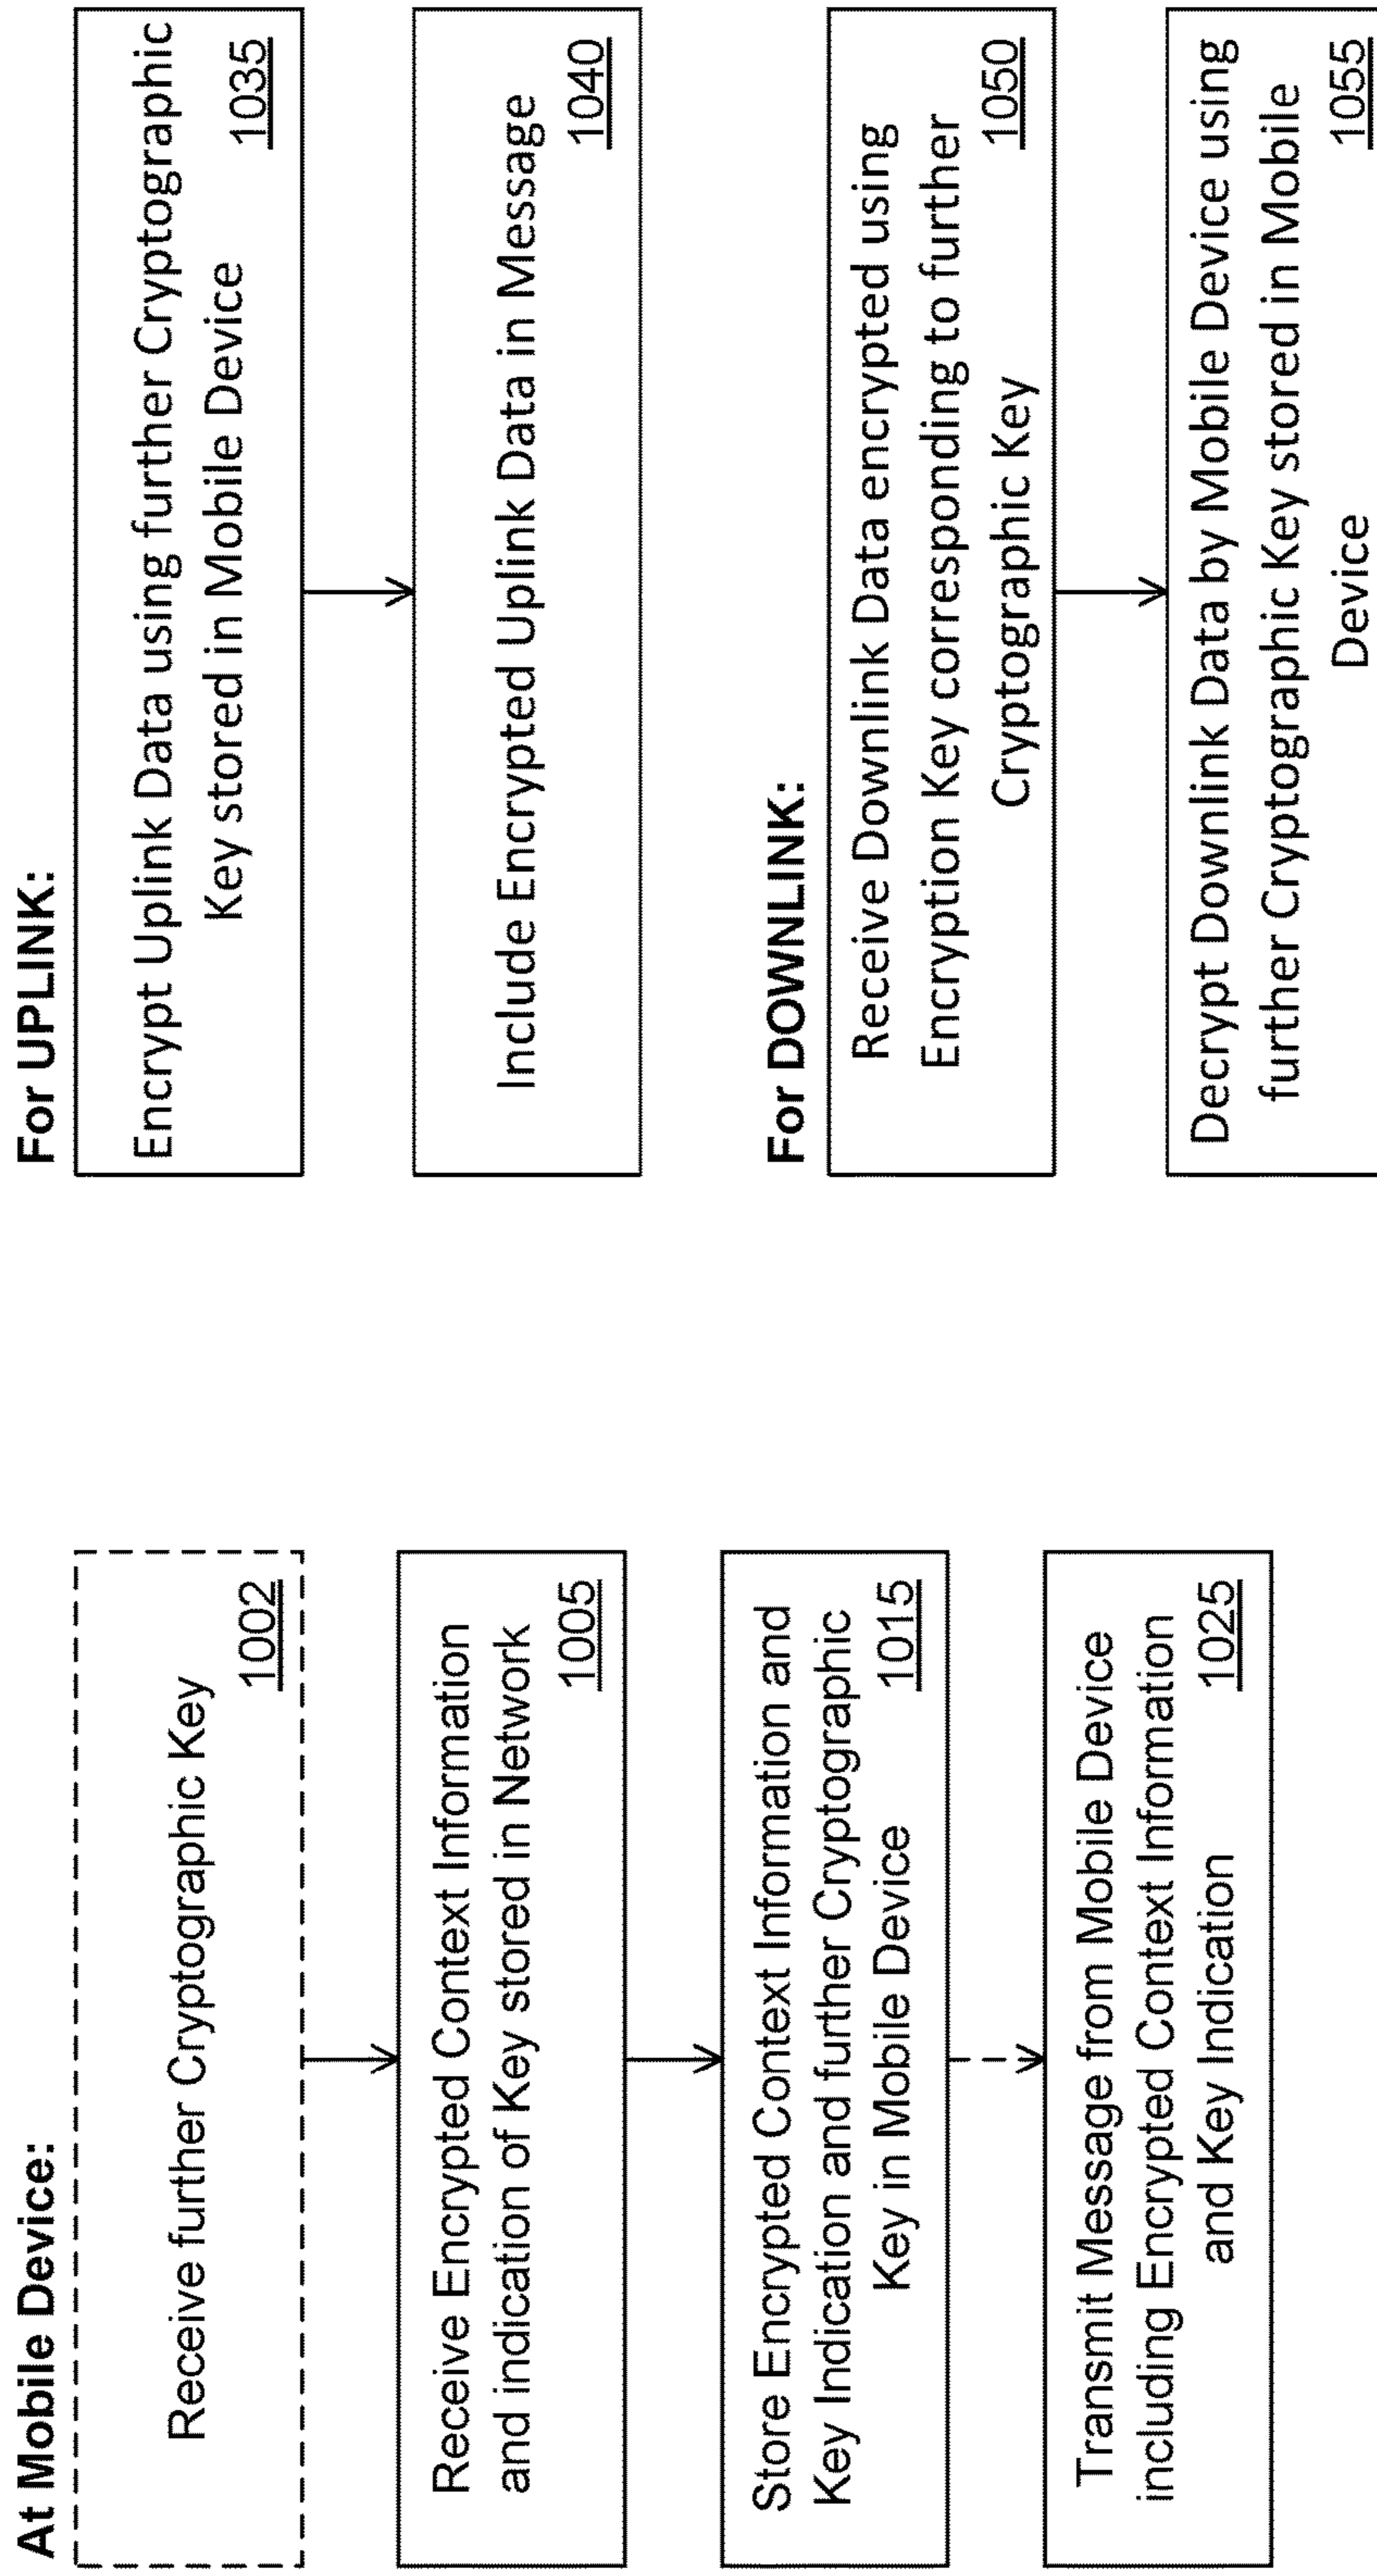 At Mobile Device:
Receive further Cryptographic Key
1002
Receive Encrypted Context Information
and indication of Key stored in Network
1005
Store Encrypted Context Information and
Key Indication and further Cryptographic
Key in Mobile Device
1015
Transmit Message from Mobile Device
including Encrypted Context Information
and Key Indication
1025
For UPLINK:
Encrypt Uplink Data using further Cryptographic
Key stored in Mobile Device
1035
Include Encrypted Uplink Data in Message
1040
For DOWNLINK:
Receive Downlink Data encrypted using
Encryption Key corresponding to further
Cryptographic Key
1050
Decrypt Downlink Data by Mobile Device using
further Cryptographic Key stored in Mobile
Device
1055